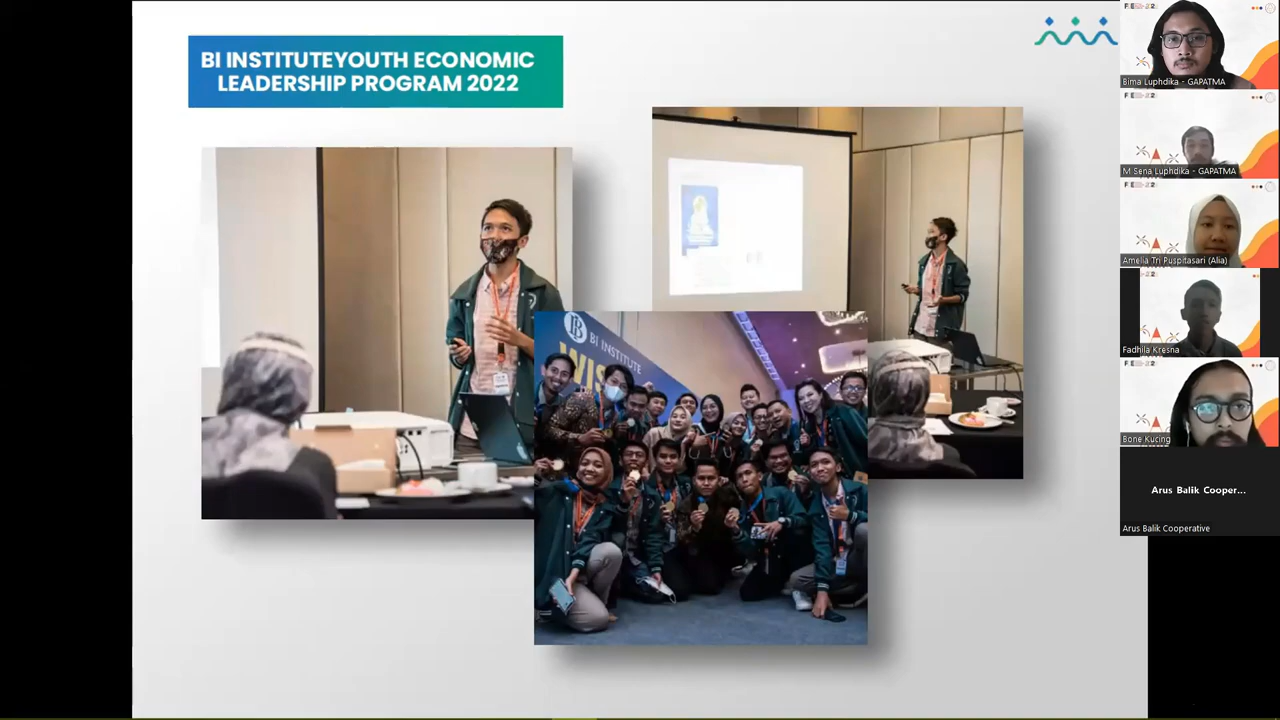 BI INSTITUTEYOUTH ECONOMIC
LEADERSHIP PROGRAM 2022
BI INSTITUTE
Bima Luphdika - GAPATMA
M Sena Luphdika - GAPATMA
Amelia Tri Puspitasari (Alia)
Fadhila Kresna
Bone Kucing
Arus Balik Cooper...
Arus Balik Cooperative